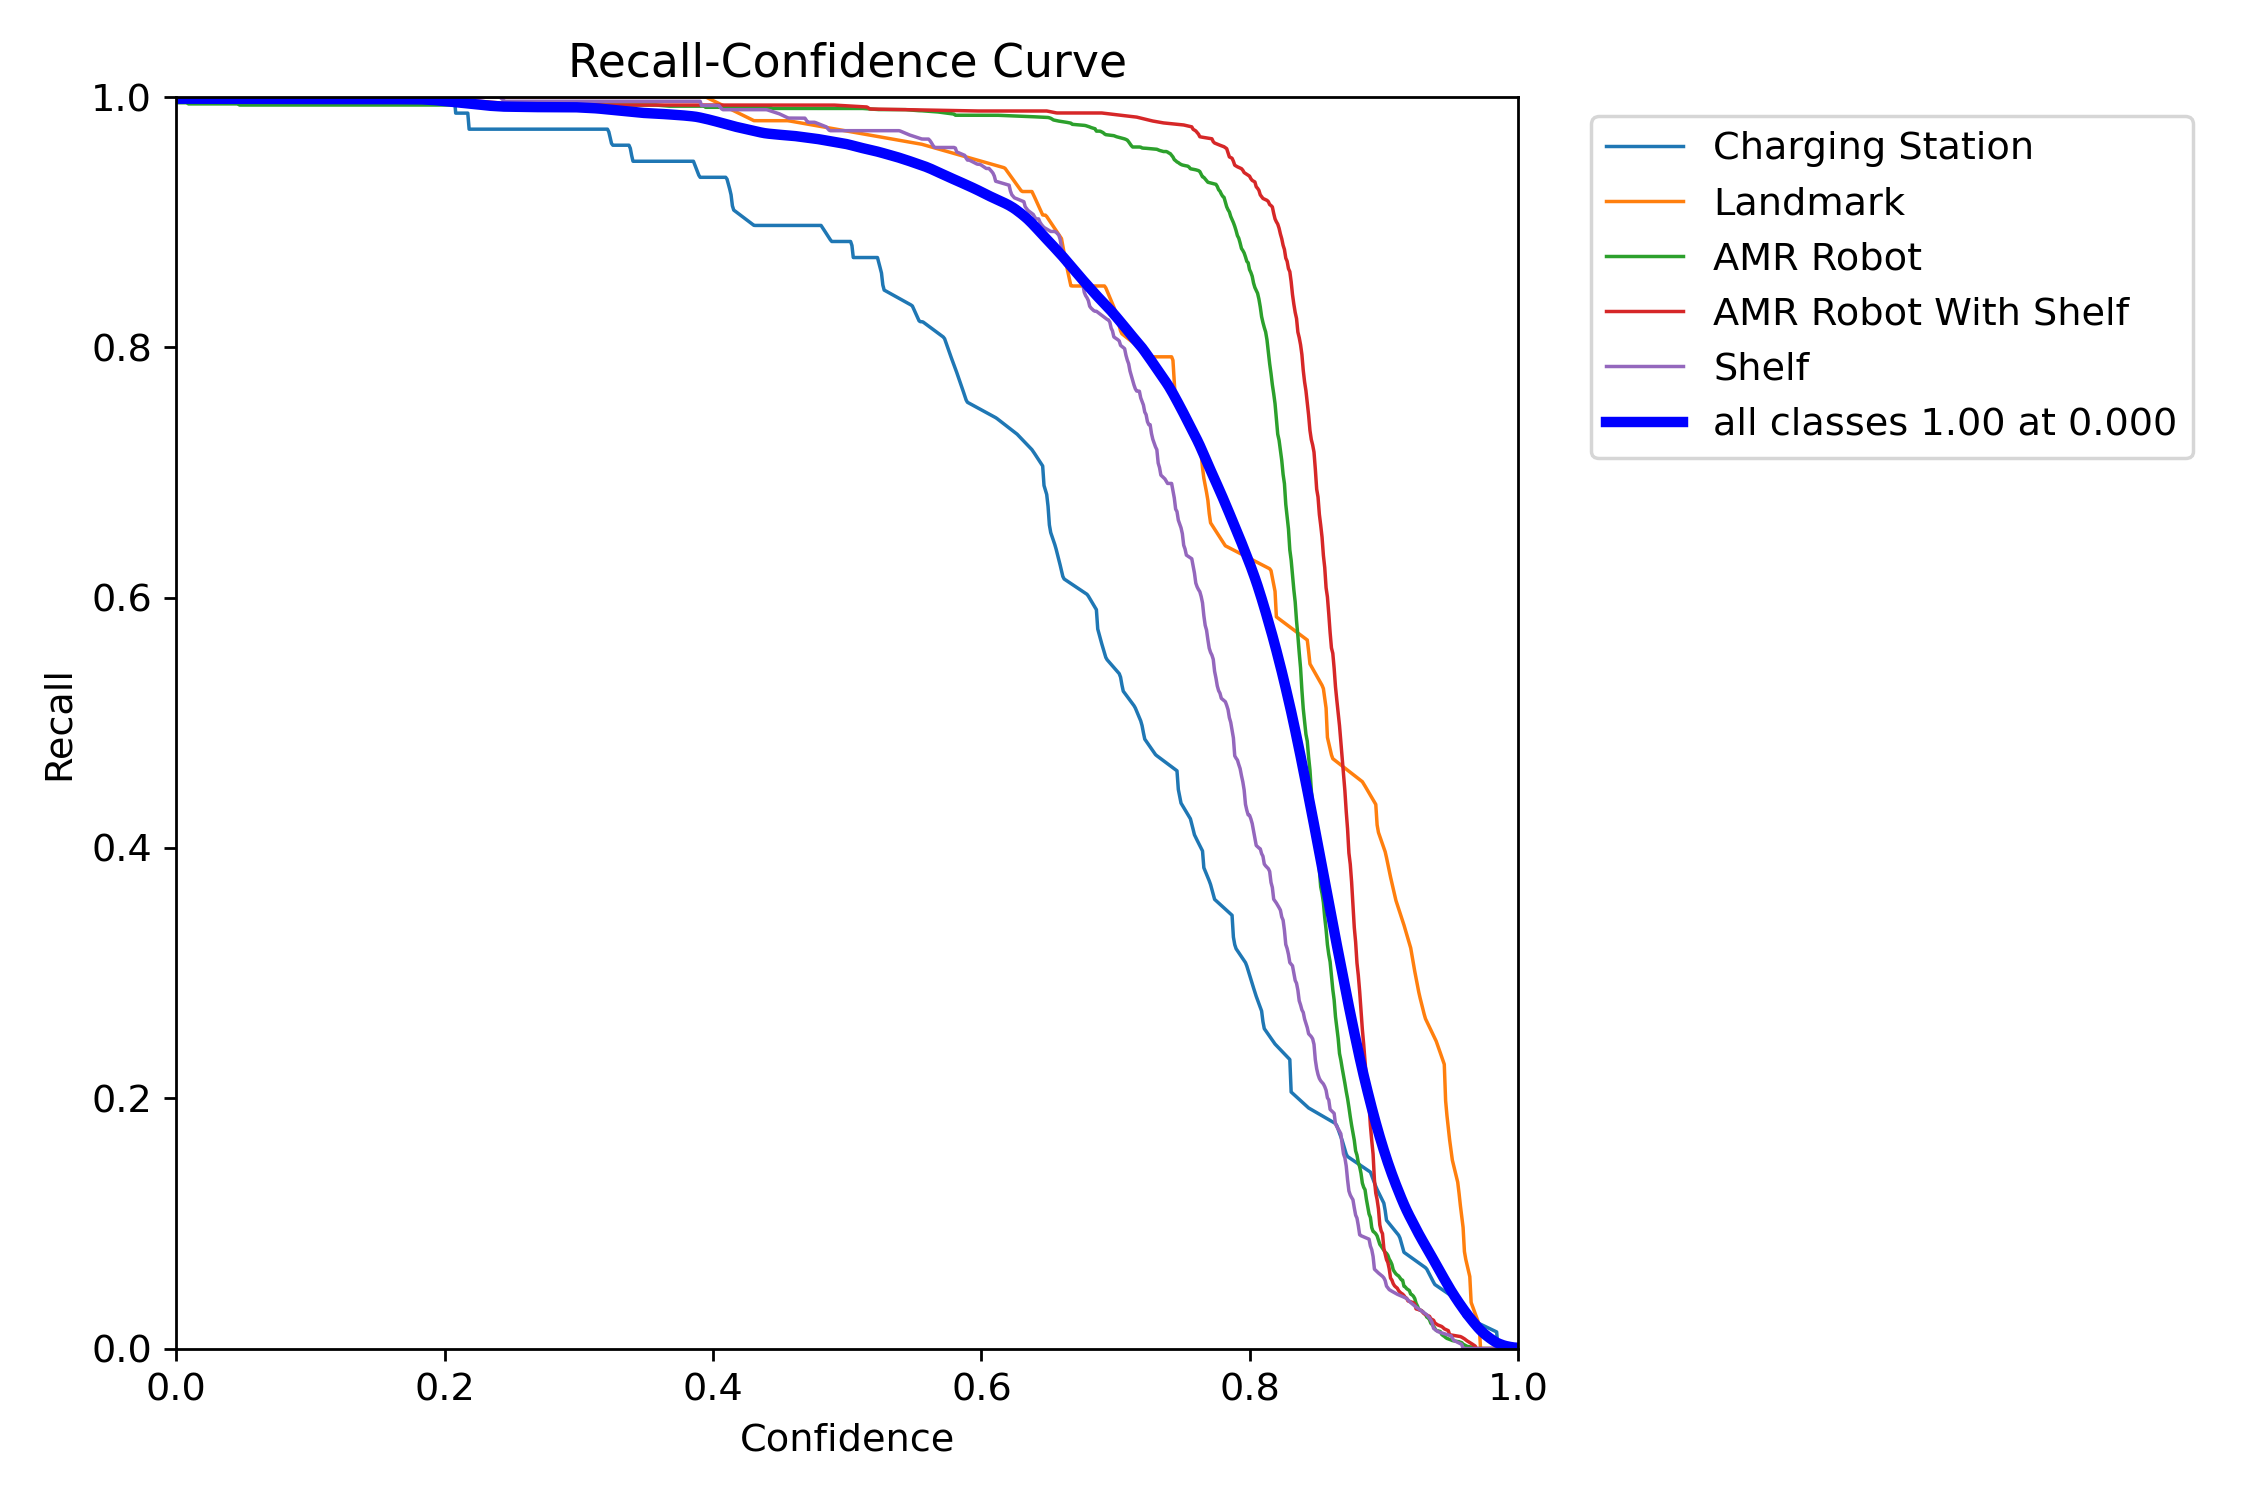 Recall-Confidence Curve
1.0
0.8
0.6
0.4
0.2
0.0
Recall
0.0 0.2 0.4 0.6 0.8 1.0
Confidence
Charging Station
Landmark
AMR Robot
AMR Robot With Shelf
Shelf
all classes 1.00 at 0.000